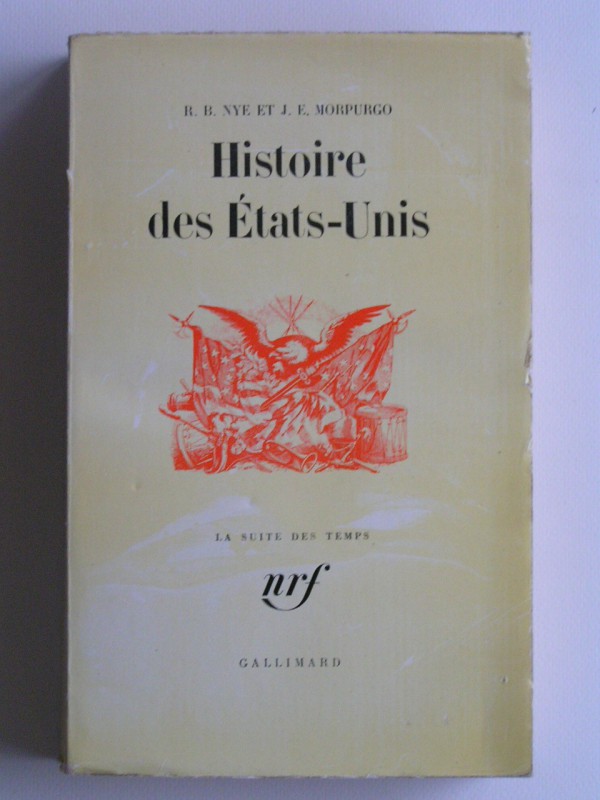 R. B. NYE ET J. E. MORPURGO
Histoire
des États-Unis
LA SUITE DES TEMPS
nrf
GALLIMARD